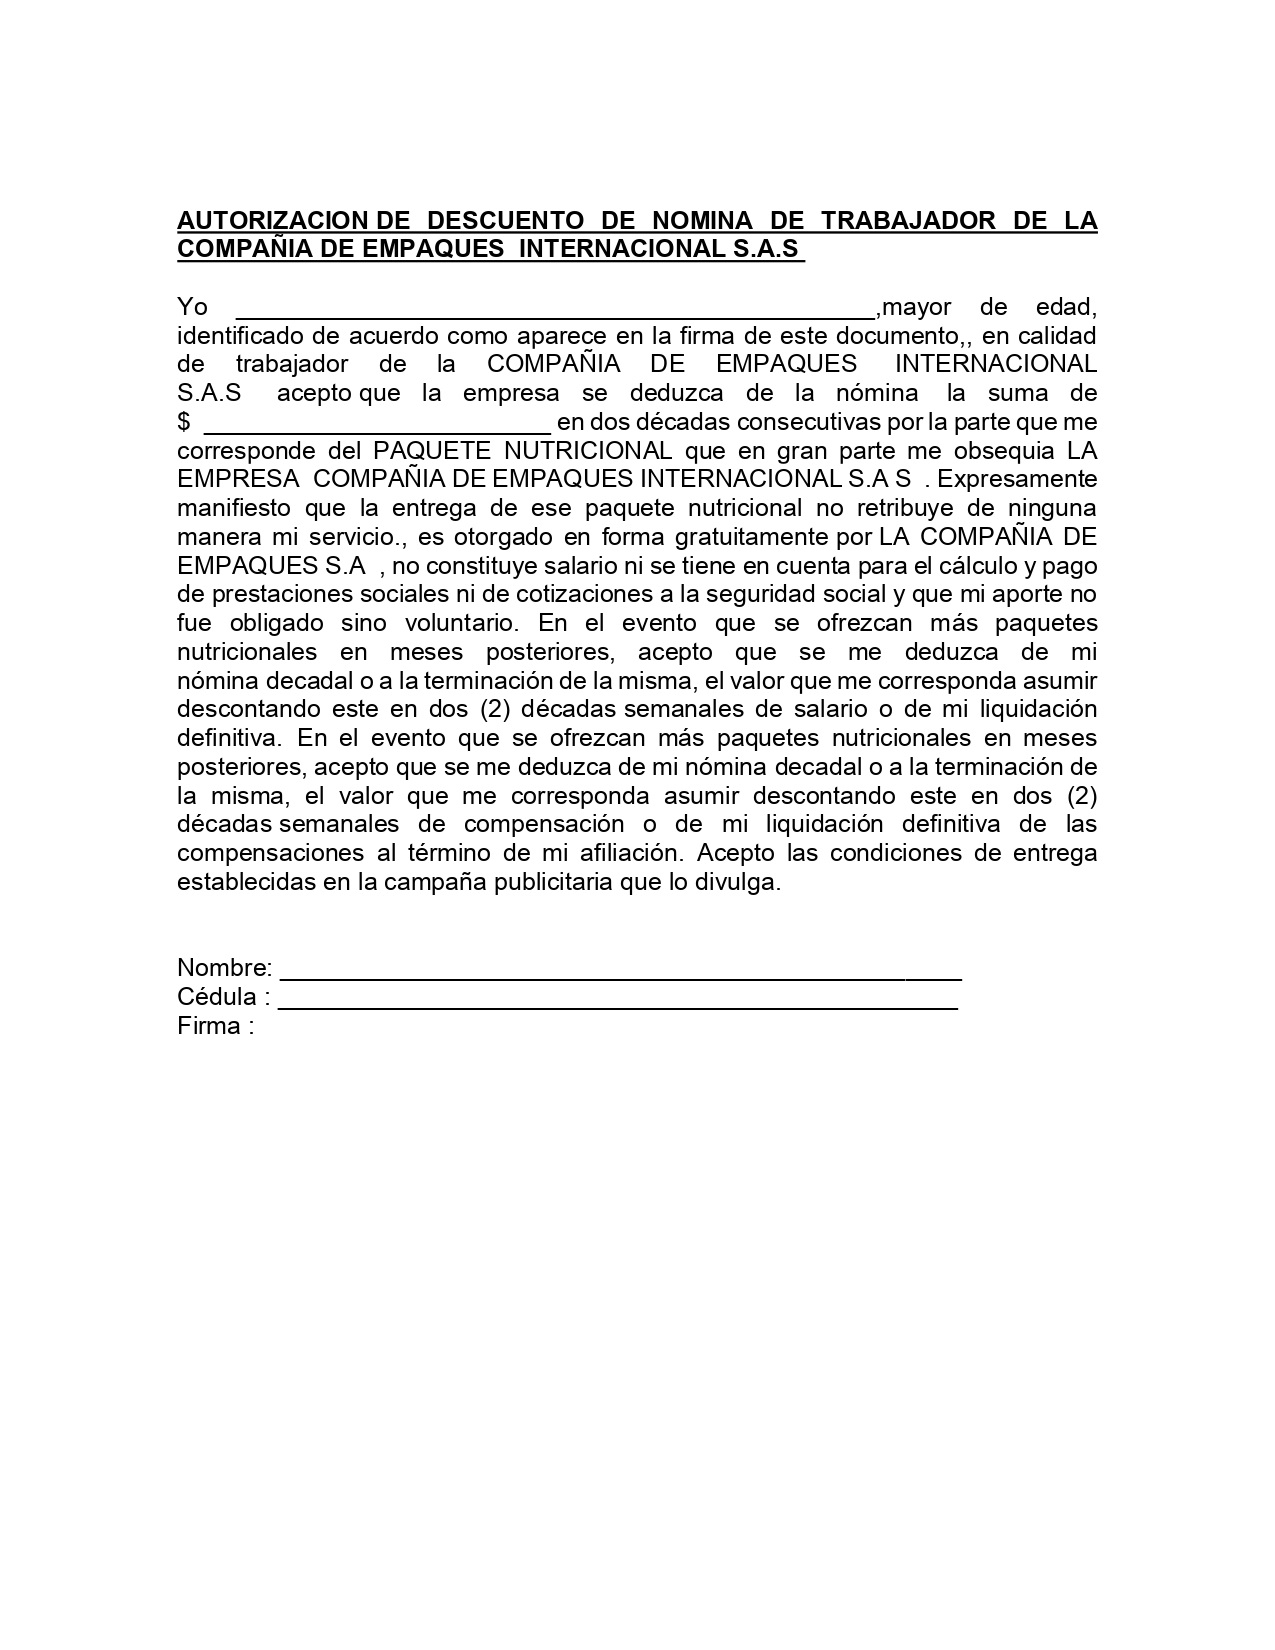 AUTORIZACION DE DESCUENTO DE NOMINA DE TRABAJADOR DE LA
COMPAÑIA DE EMPAQUES INTERNACIONAL S.A.S
Yo ______________________________________________,mayor de edad,
identificado de acuerdo como aparece en la firma de este documento,, en calidad
de trabajador de la COMPAÑIA DE EMPAQUES INTERNACIONAL
S.A.S acepto que la empresa se deduzca de la nómina la suma de
$ _________________________ en dos décadas consecutivas por la parte que me
corresponde del PAQUETE NUTRICIONAL que en gran parte me obsequia LA
EMPRESA COMPAÑIA DE EMPAQUES INTERNACIONAL S.A S . Expresamente
manifiesto que la entrega de ese paquete nutricional no retribuye de ninguna
manera mi servicio., es otorgado en forma gratuitamente por LA COMPAÑIA DE
EMPAQUES S.A , no constituye salario ni se tiene en cuenta para el cálculo y pago
de prestaciones sociales ni de cotizaciones a la seguridad social y que mi aporte no
fue obligado sino voluntario. En el evento que se ofrezcan más paquetes
nutricionales en meses posteriores, acepto que se me deduzca de mi
nómina decadal o a la terminación de la misma, el valor que me corresponda asumir
descontando este en dos (2) décadas semanales de salario o de mi liquidación
definitiva. En el evento que se ofrezcan más paquetes nutricionales en meses
posteriores, acepto que se me deduzca de mi nómina decadal o a la terminación de
la misma, el valor que me corresponda asumir descontando este en dos (2)
décadas semanales de compensación o de mi liquidación definitiva de las
compensaciones al término de mi afiliación. Acepto las condiciones de entrega
establecidas en la campaña publicitaria que lo divulga.
Nombre: _________________________________________________
Cédula : _________________________________________________
Firma :